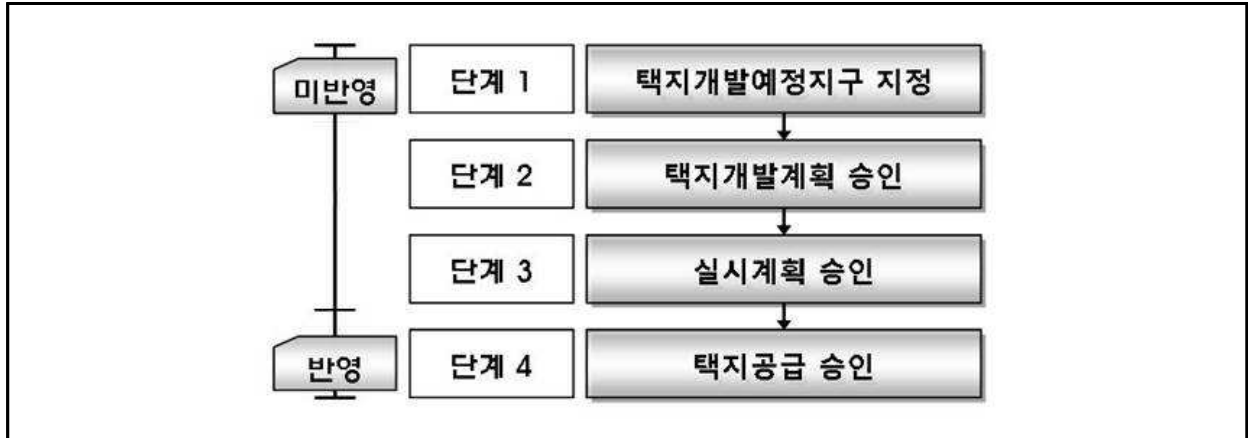 미반영 단계 1 택지개발예정지구 지정
단계 2 택지개발계획 승인
단계 3 실시계획 승인
반영 단계 4 택지공급 승인